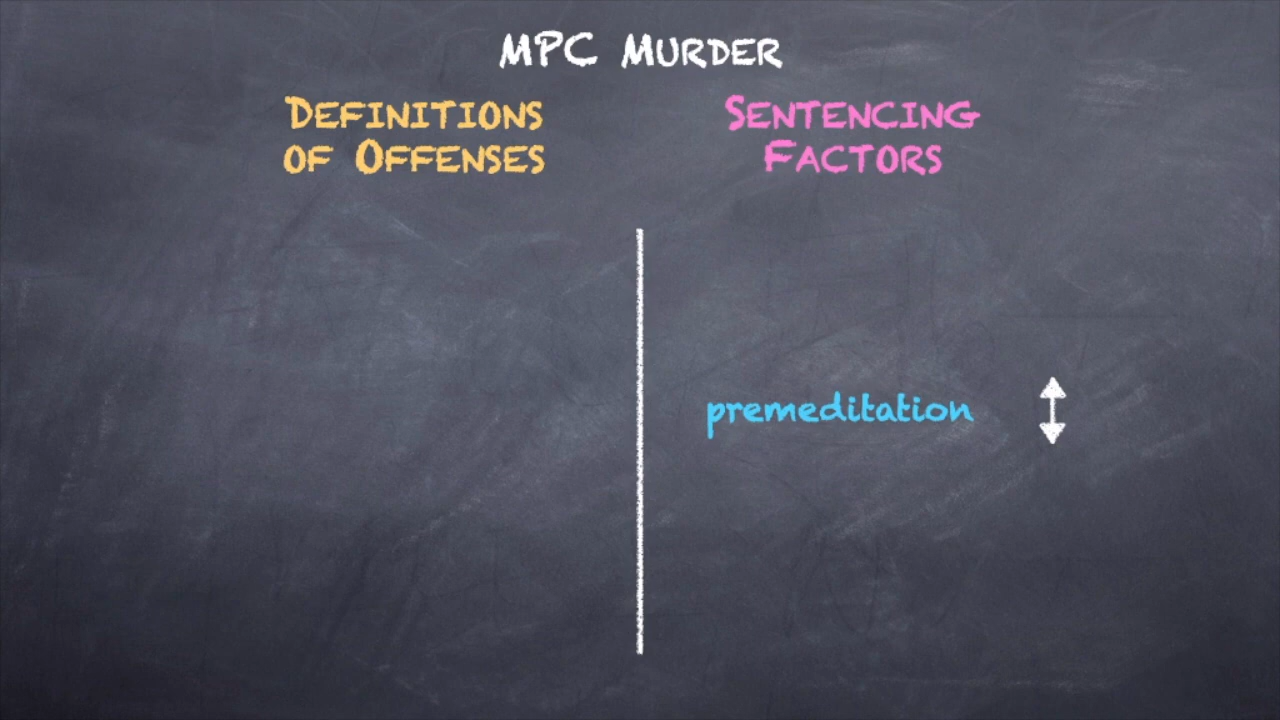 MPC Murder
Definitions
of Offenses
Sentencing
Factors
premeditation